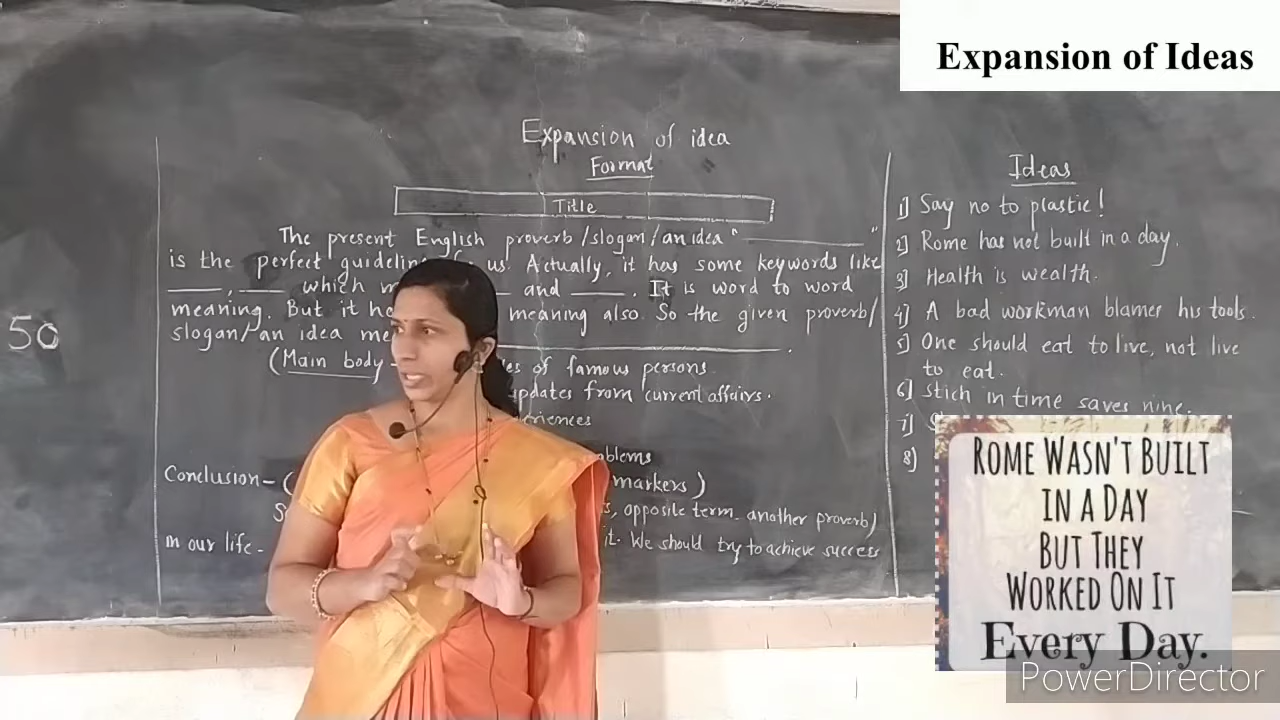 Expansion of Ideas
Expansion of idea
Format
Title
The present English proverb/slogan/an idea "________"
is the perfect guideline us. Actually, it has some keywords like
____, ____ which and ____. It is word to word
meaning. But it meaning also. So the given proverb/
slogan/an idea ________.
(Main body - of famous persons.
updates from current affairs.
Conclusion- ( markers)
opposite term - another proverb)
it. We should try to achieve success
in our life.
50
Ideas
1) Say no to plastic!
2) Rome has not built in a day.
3) Health is wealth.
4) A bad workman blames his tools.
5) One should eat to live, not live
to eat.
6) Stich in time saves nine.
7)
8)
ROME WASN'T BUILT
IN A DAY
BUT THEY
WORKED ON IT
Every Day.
PowerDirector